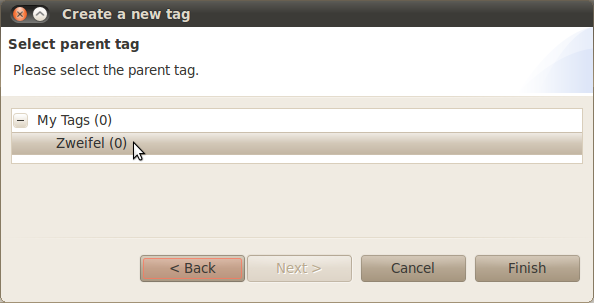 Create a new tag
Select parent tag
Please select the parent tag.
My Tags (0)
Zweifel (0)
< Back Next > Cancel Finish